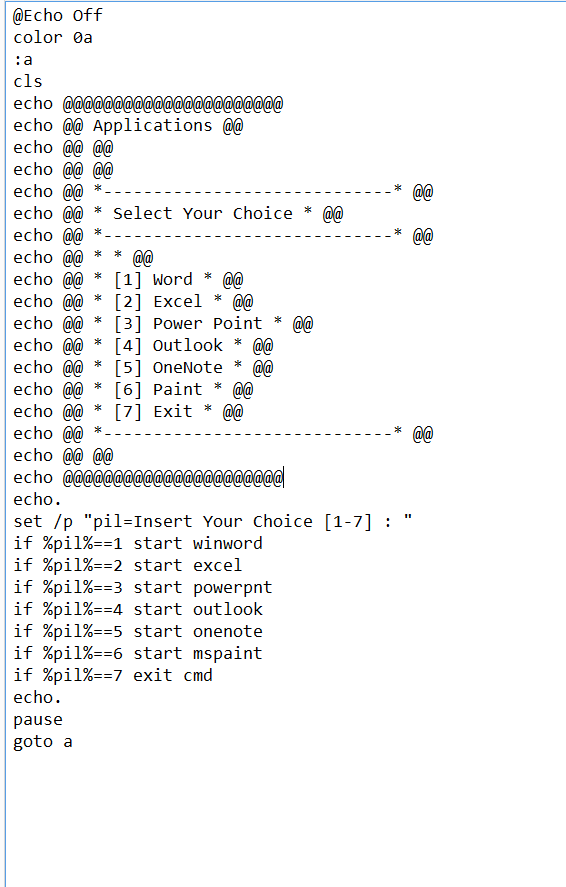 @Echo Off
color 0a
:a
cls
echo @@@@@@@@@@@@@@@@@@@@@@
echo @@ Applications @@
echo @@ @@
echo @@ @@
echo @@ *-----------------------------* @@
echo @@ * Select Your Choice * @@
echo @@ *-----------------------------* @@
echo @@ * * @@
echo @@ * [1] Word * @@
echo @@ * [2] Excel * @@
echo @@ * [3] Power Point * @@
echo @@ * [4] Outlook * @@
echo @@ * [5] OneNote * @@
echo @@ * [6] Paint * @@
echo @@ * [7] Exit * @@
echo @@ *-----------------------------* @@
echo @@ @@
echo @@@@@@@@@@@@@@@@@@@@@@
echo.
set /p "pil=Insert Your Choice [1-7] : "
if %pil%==1 start winword
if %pil%==2 start excel
if %pil%==3 start powerpnt
if %pil%==4 start outlook
if %pil%==5 start onenote
if %pil%==6 start mspaint
if %pil%==7 exit cmd
echo.
pause
goto a